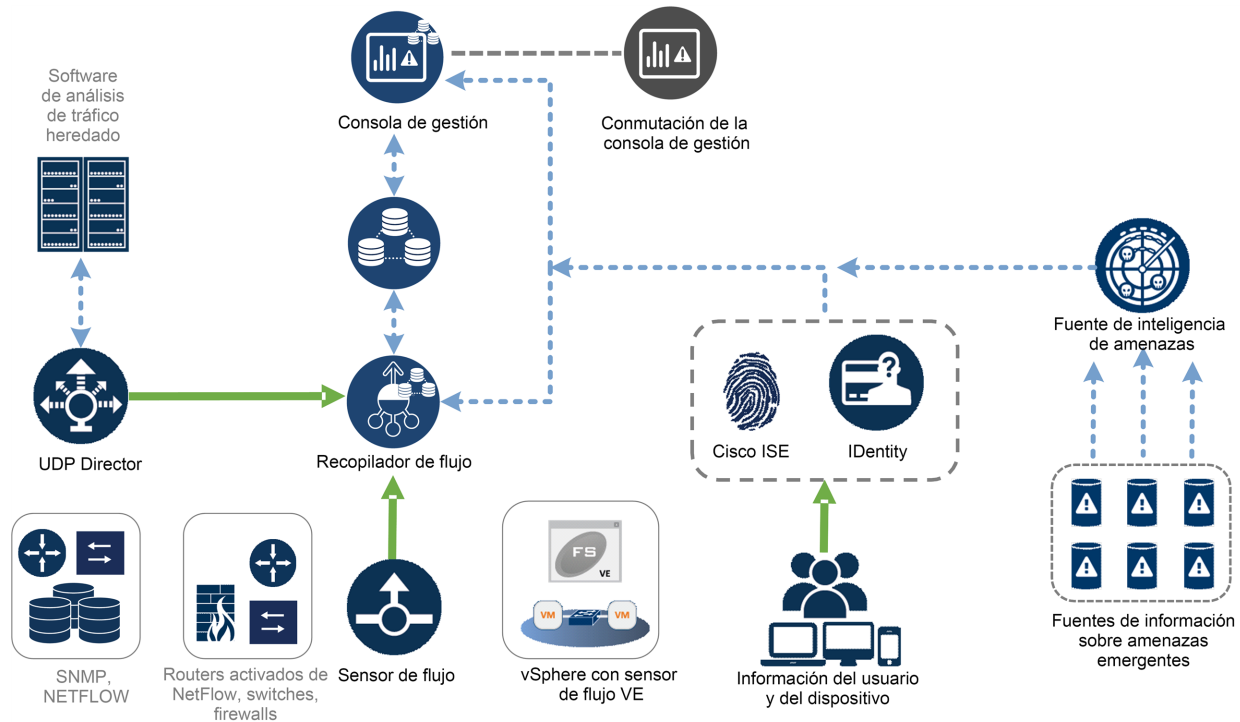 Software
de análisis
de tráfico
heredado
Consola de gestión
Conmutación de la
consola de gestión
Fuente de inteligencia
de amenazas
UDP Director
Recopilador de flujo
Cisco ISE
IDentity
?
FS
VE
VM
VM
SNMP,
NETFLOW
Routers activados de
NetFlow, switches,
firewalls
Sensor de flujo
vSphere con sensor
de flujo VE
Información del usuario
y del dispositivo
Fuentes de información
sobre amenazas
emergentes